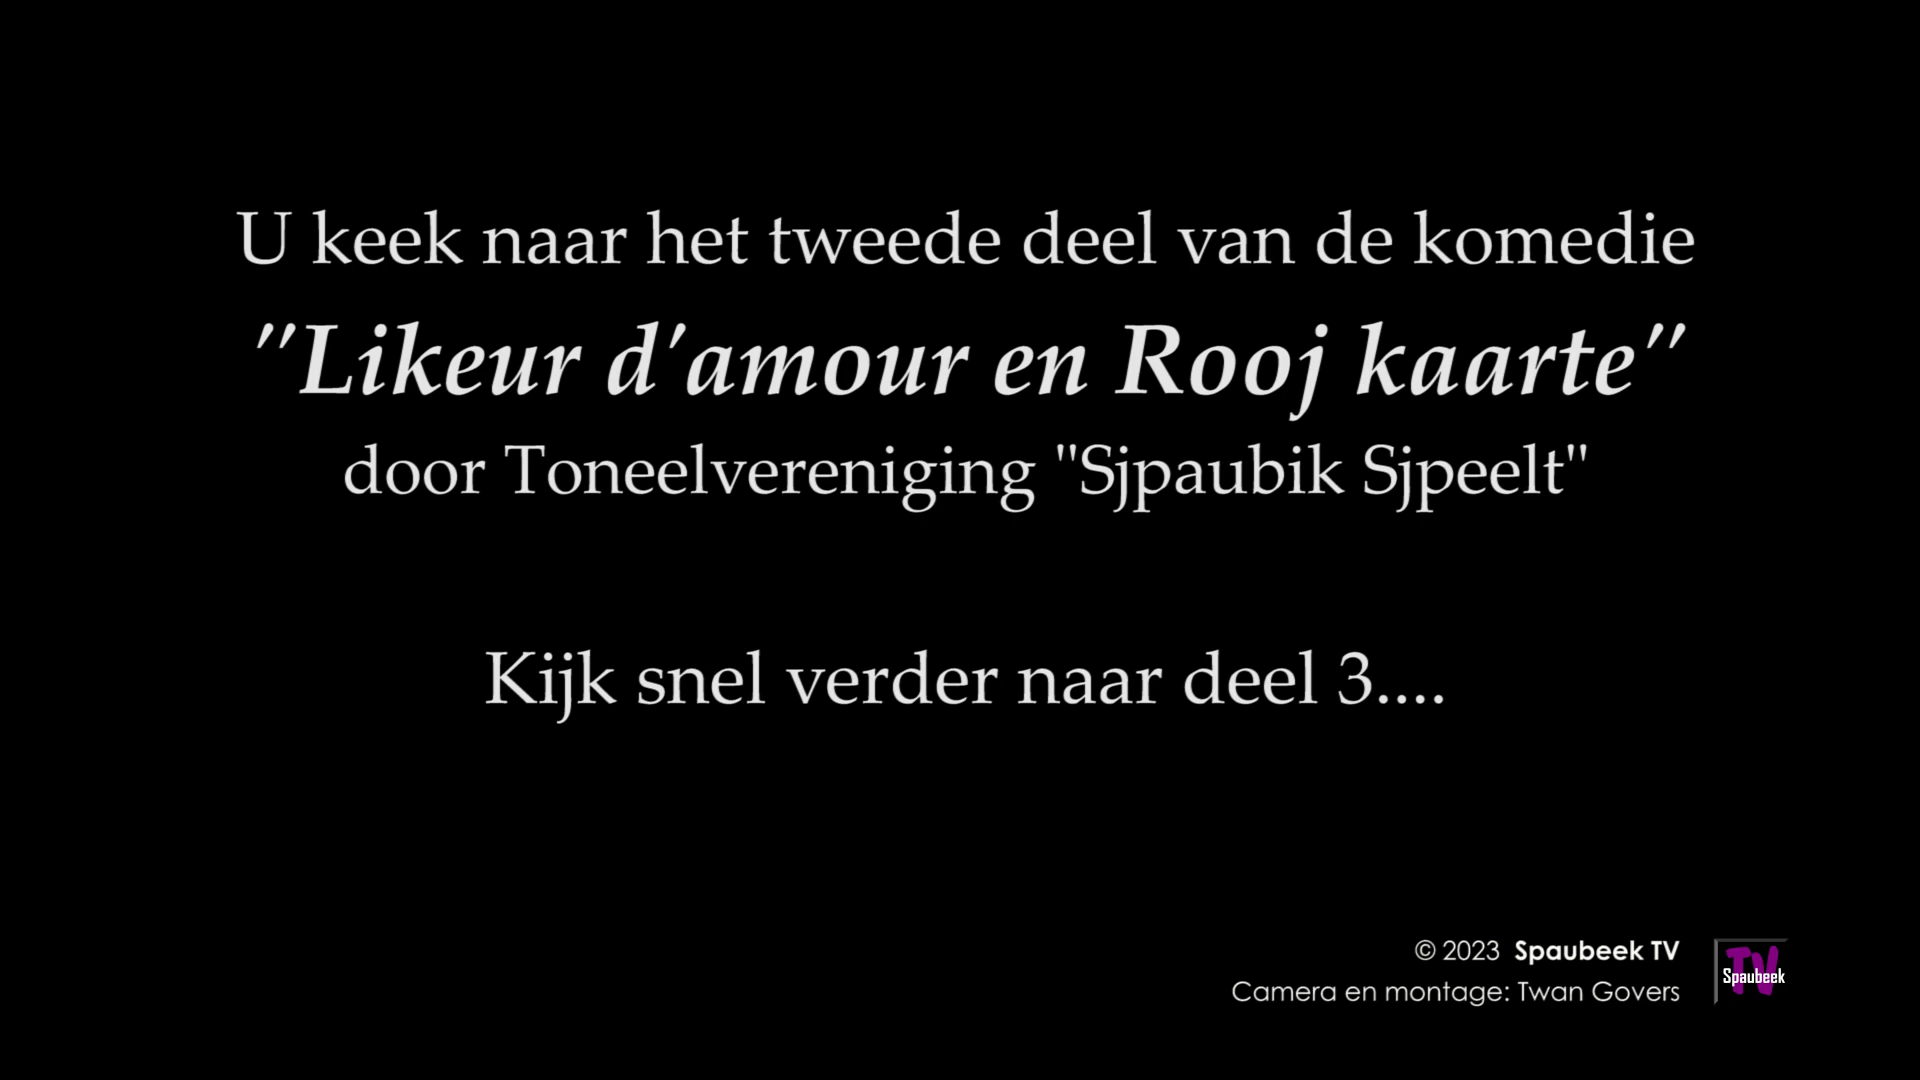 U keek naar het tweede deel van de komedie
"Likeur d'amour en Rooj kaarte"
door Toneelvereniging "Sjpaubik Sjpeelt"
Kijk snel verder naar deel 3....
© 2023 Spaubeek TV
Camera en montage: Twan Govers
TV
Spaubeek